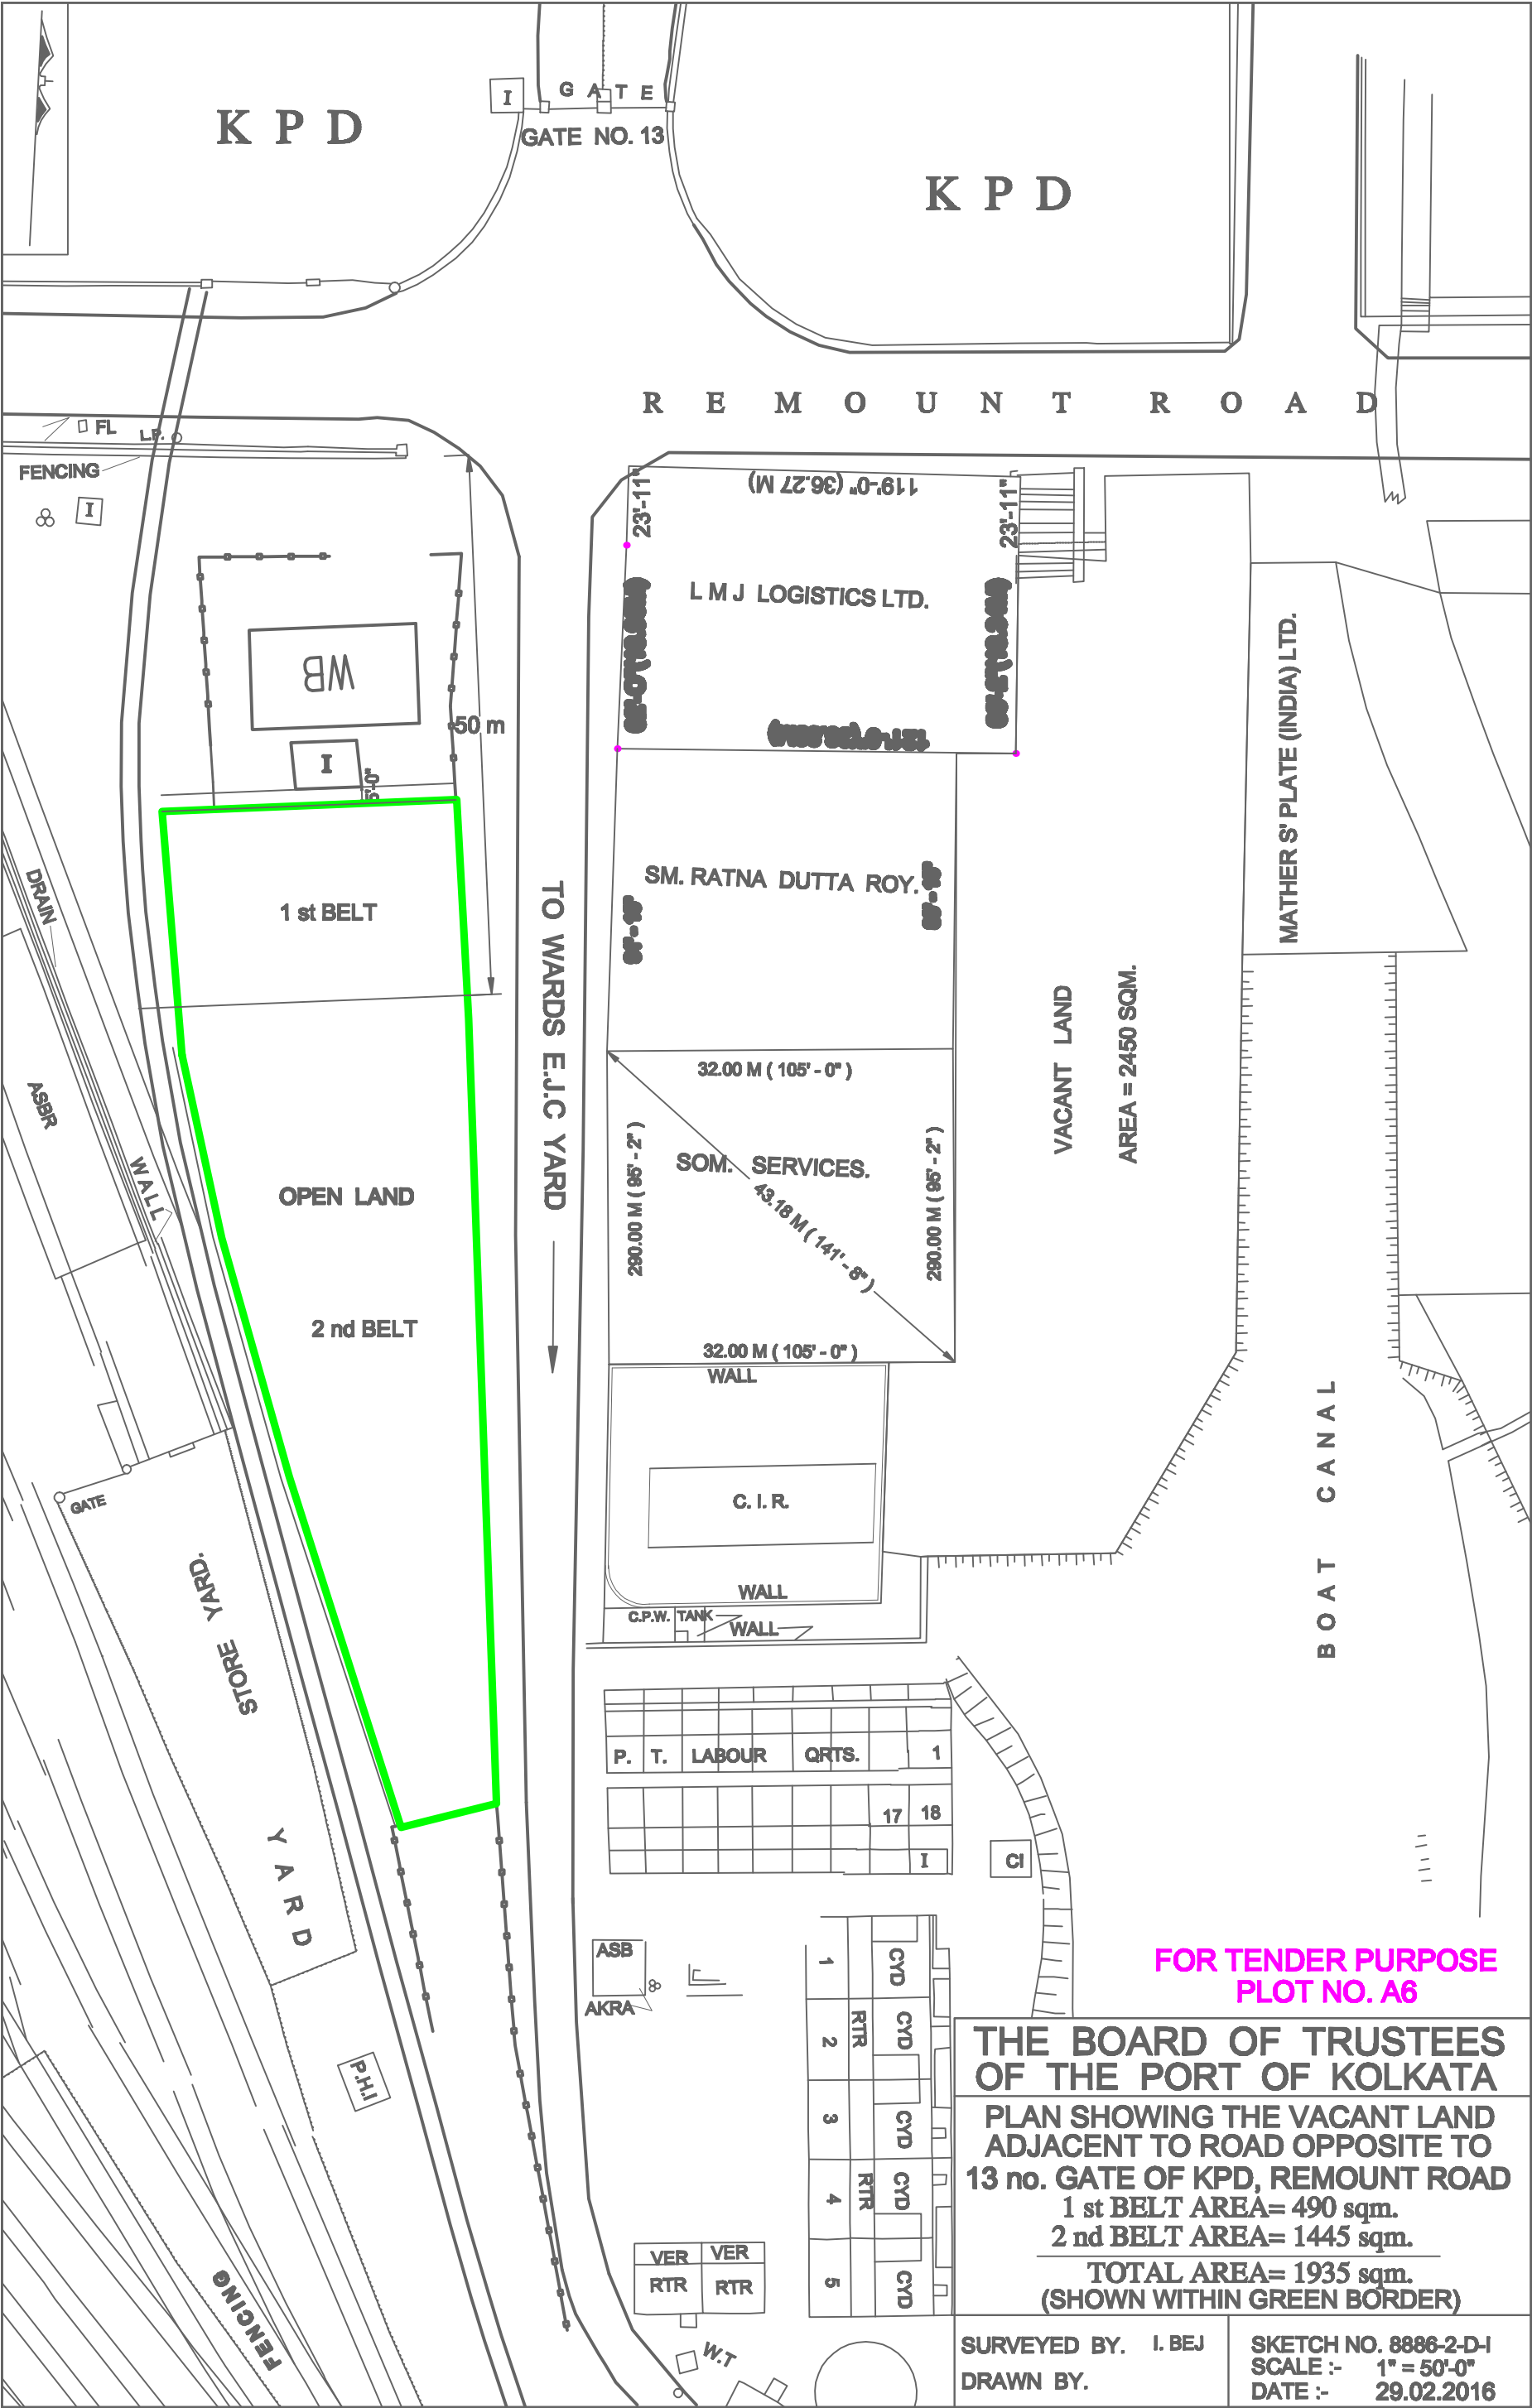 I
G A T E
GATE NO. 13
K P D
K P D
R E M O U N T R O A D
FL
L.P.
FENCING
I
23'-11"
119'-0" (36.27 M)
23'-11"
L M J LOGISTICS LTD.
WB
50 m
I
5'-0"
MATHER S' PLATE (INDIA) LTD.
DRAIN
1 st BELT
TO WARDS E.J.C YARD
SM. RATNA DUTTA ROY.
VACANT LAND
AREA = 2450 SQM.
ASBR
WALL
OPEN LAND
2 nd BELT
32.00 M ( 105' - 0" )
290.00 M ( 95' - 2" )
SOM. SERVICES.
43.18 M ( 141' - 8" )
290.00 M ( 95' - 2" )
32.00 M ( 105' - 0" )
WALL
C. I. R.
WALL
C.P.W. TANK
WALL
BOAT CANAL
GATE
STORE YARD.
YARD
P. T. LABOUR QRTS. 1
17 18
I
CI
ASB
AKRA
1 CYD
2 RTR CYD
3 CYD
4 RTR CYD
5 CYD
P.H.I
VER VER
RTR RTR
W.T
FENCING
FOR TENDER PURPOSE
PLOT NO. A6
THE BOARD OF TRUSTEES
OF THE PORT OF KOLKATA
PLAN SHOWING THE VACANT LAND
ADJACENT TO ROAD OPPOSITE TO
13 no. GATE OF KPD, REMOUNT ROAD
1 st BELT AREA= 490 sqm.
2 nd BELT AREA= 1445 sqm.
TOTAL AREA= 1935 sqm.
(SHOWN WITHIN GREEN BORDER)
SURVEYED BY. I. BEJ
DRAWN BY.
SKETCH NO. 8886-2-D-I
SCALE :- 1" = 50'-0"
DATE :- 29.02.2016